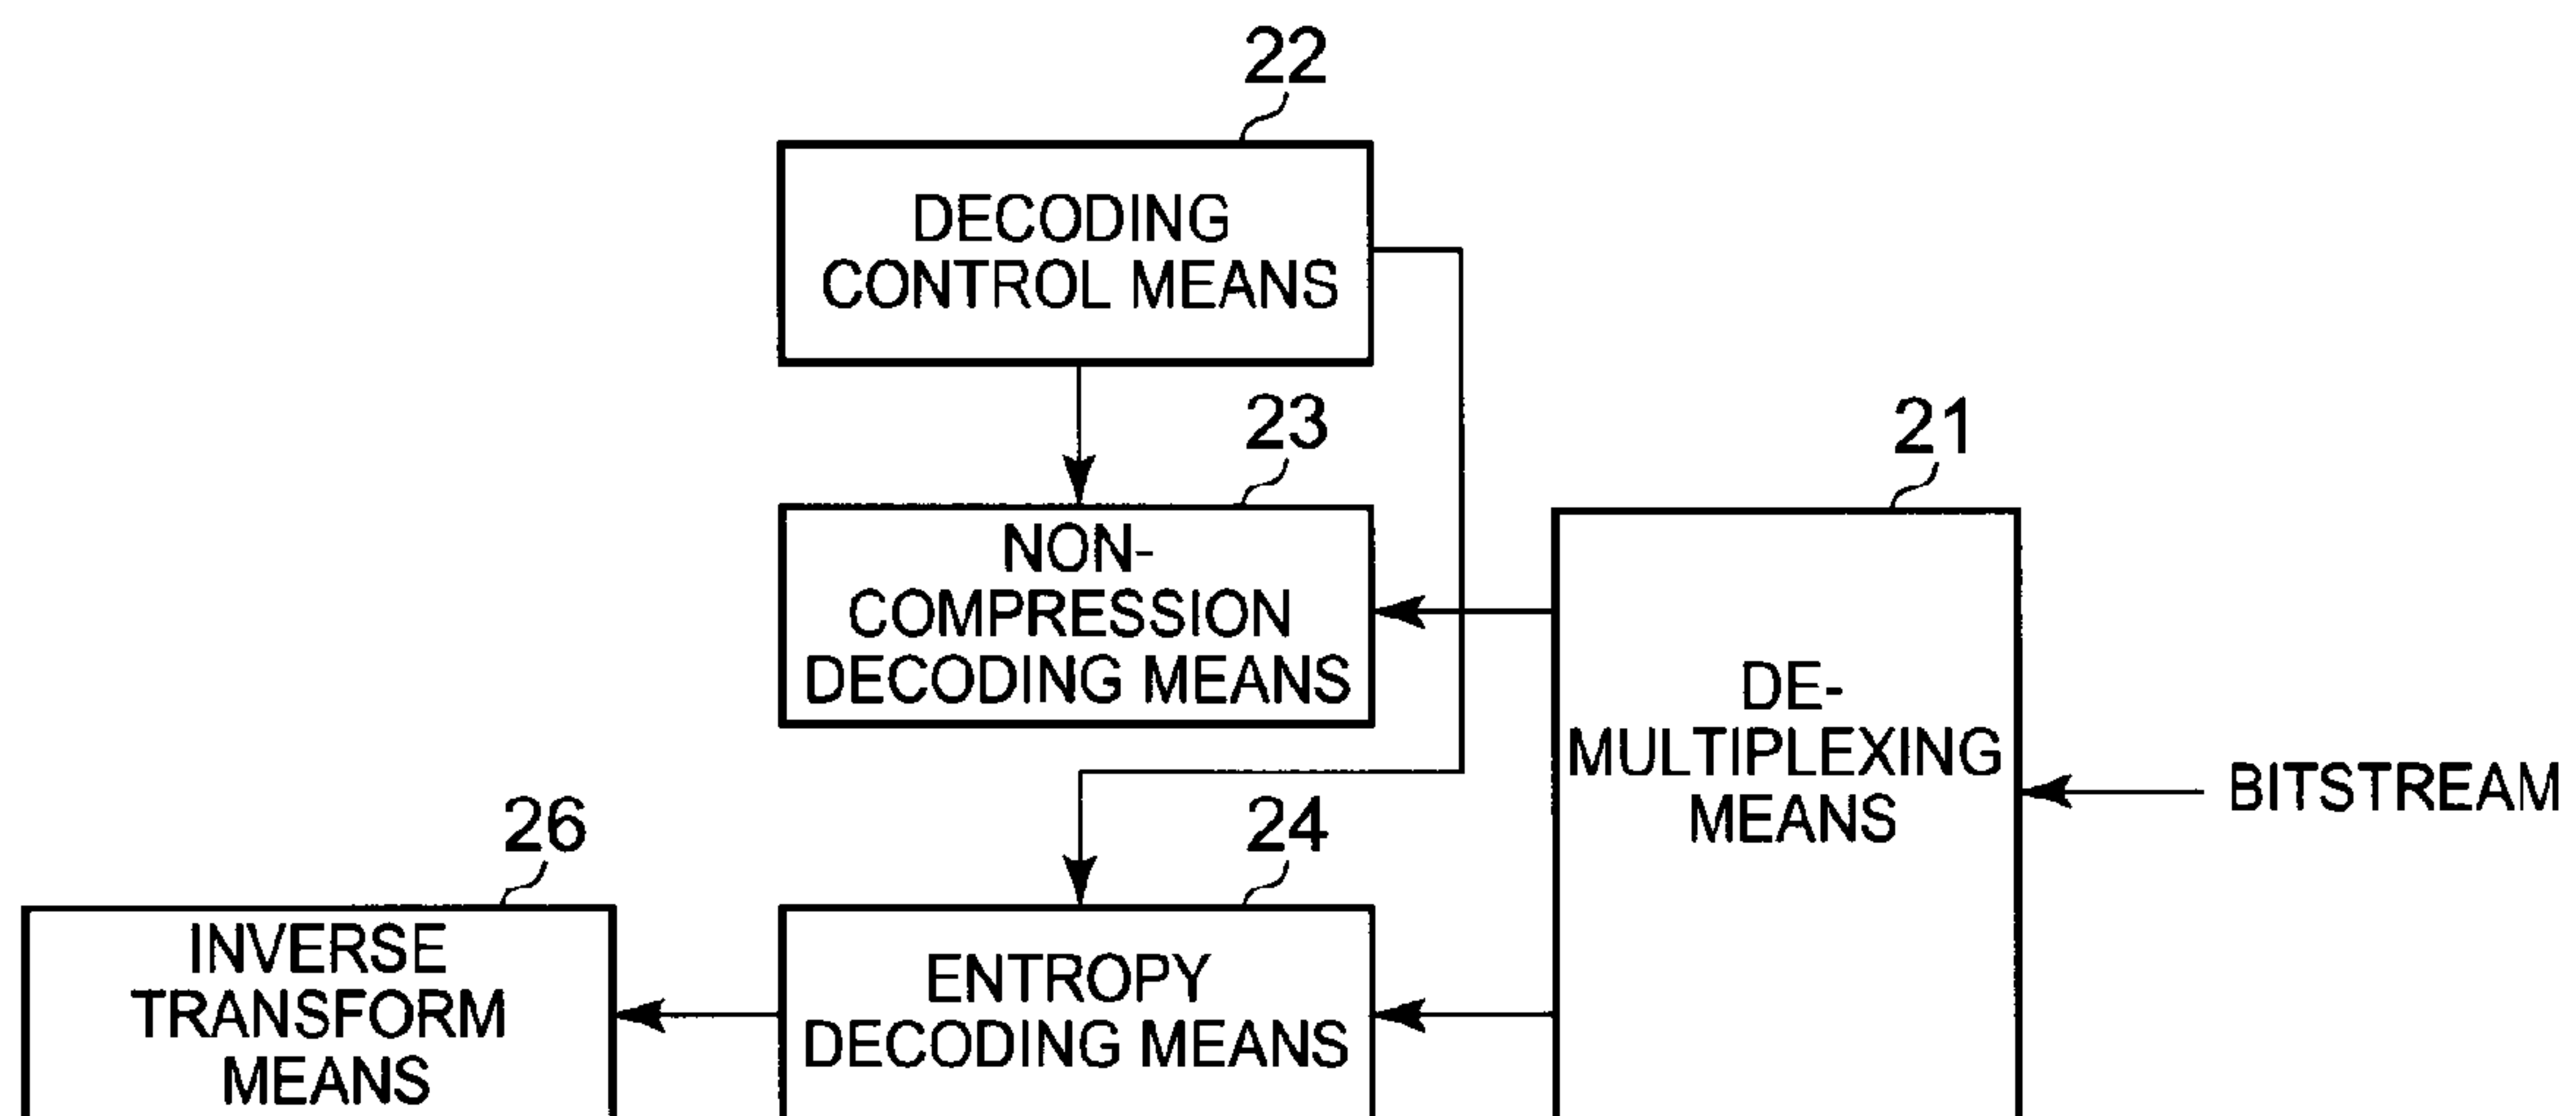 22
DECODING
CONTROL MEANS
23
NON-
COMPRESSION
DECODING MEANS
21
DE-
MULTIPLEXING
MEANS
BITSTREAM
26
INVERSE
TRANSFORM
MEANS
24
ENTROPY
DECODING MEANS